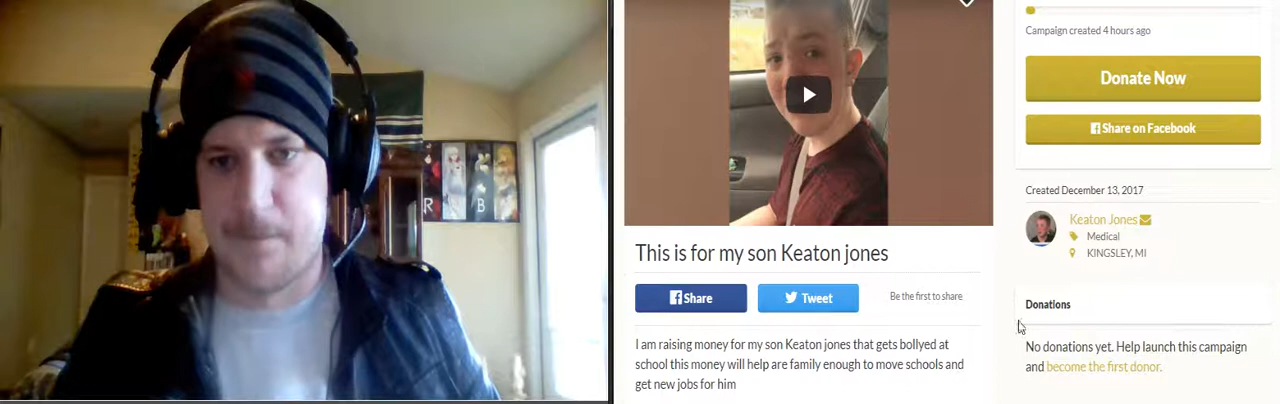 R B
Campaign created 4 hours ago
Donate Now
Share on Facebook
Created December 13, 2017
Keaton Jones
Medical
KINGSLEY, MI
This is for my son Keaton jones
Share Tweet Be the first to share
Donations
I am raising money for my son Keaton jones that gets bollyed at
school this money will help are family enough to move schools and
get new jobs for him
No donations yet. Help launch this campaign
and become the first donor.